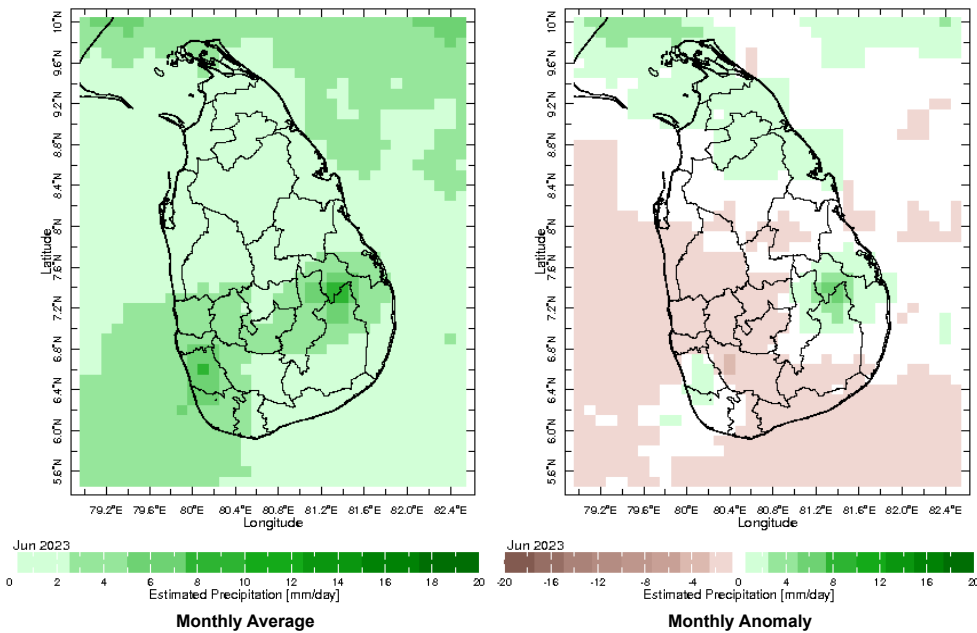 10°N
9.6°N
9.2°N
8.8°N
8.4°N
8°N
7.6°N
7.2°N
6.8°N
6.4°N
6.0°N
5.6°N
Latitude
79.2°E 79.6°E 80°E 80.4°E 80.8°E 81.2°E 81.6°E 82.0°E 82.4°E
Longitude
Jun 2023
0 2 4 6 8 10 12 14 16 18 20
Estimated Precipitation [mm/day]
Monthly Average
10°N
9.6°N
9.2°N
8.8°N
8.4°N
8°N
7.6°N
7.2°N
6.8°N
6.4°N
6.0°N
5.6°N
Latitude
79.2°E 79.6°E 80°E 80.4°E 80.8°E 81.2°E 81.6°E 82.0°E 82.4°E
Longitude
Jun 2023
-20 -16 -12 -8 -4 0 4 8 12 16 20
Estimated Precipitation [mm/day]
Monthly Anomaly